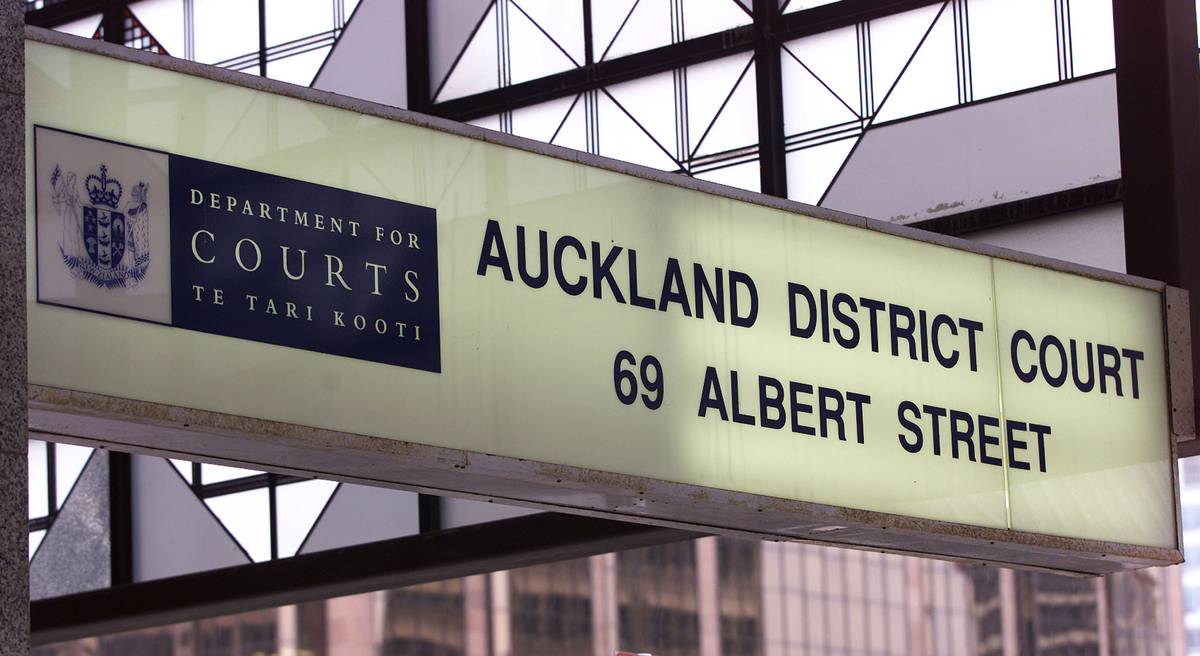 DEPARTMENT FOR
COURTS
TE TARI KOOTI
AUCKLAND DISTRICT COURT
69 ALBERT STREET